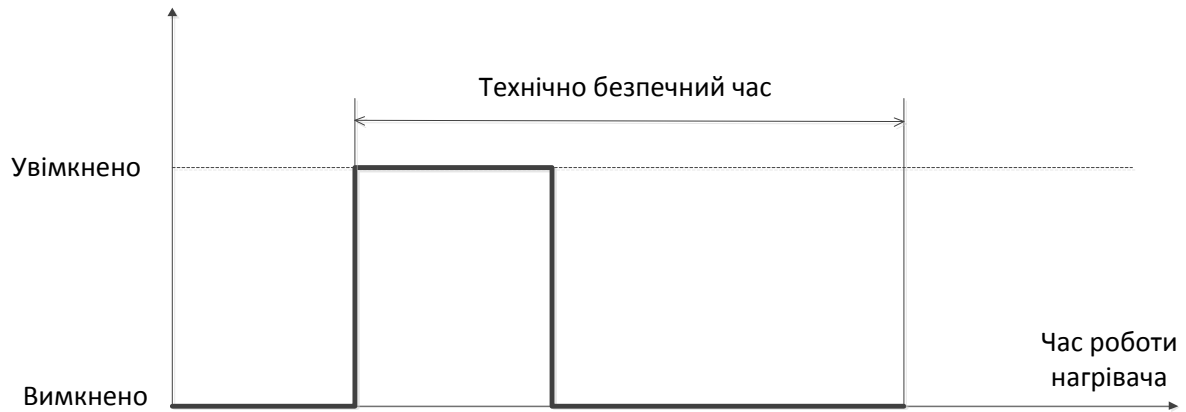 Технічно безпечний час
Увімкнено
Час роботи
нагрівача
Вимкнено